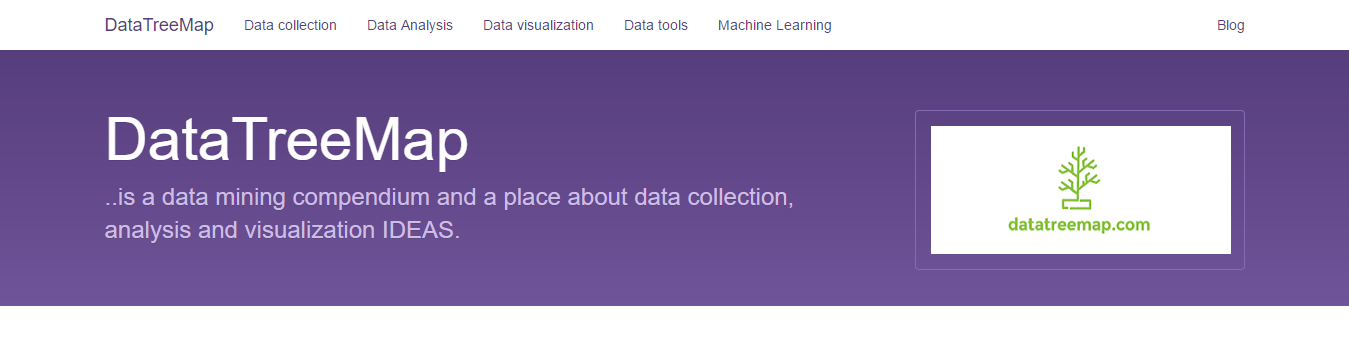 DataTreeMap Data collection Data Analysis Data visualization Data tools Machine Learning Blog
DataTreeMap
..is a data mining compendium and a place about data collection,
analysis and visualization IDEAS.
datatreemap.com